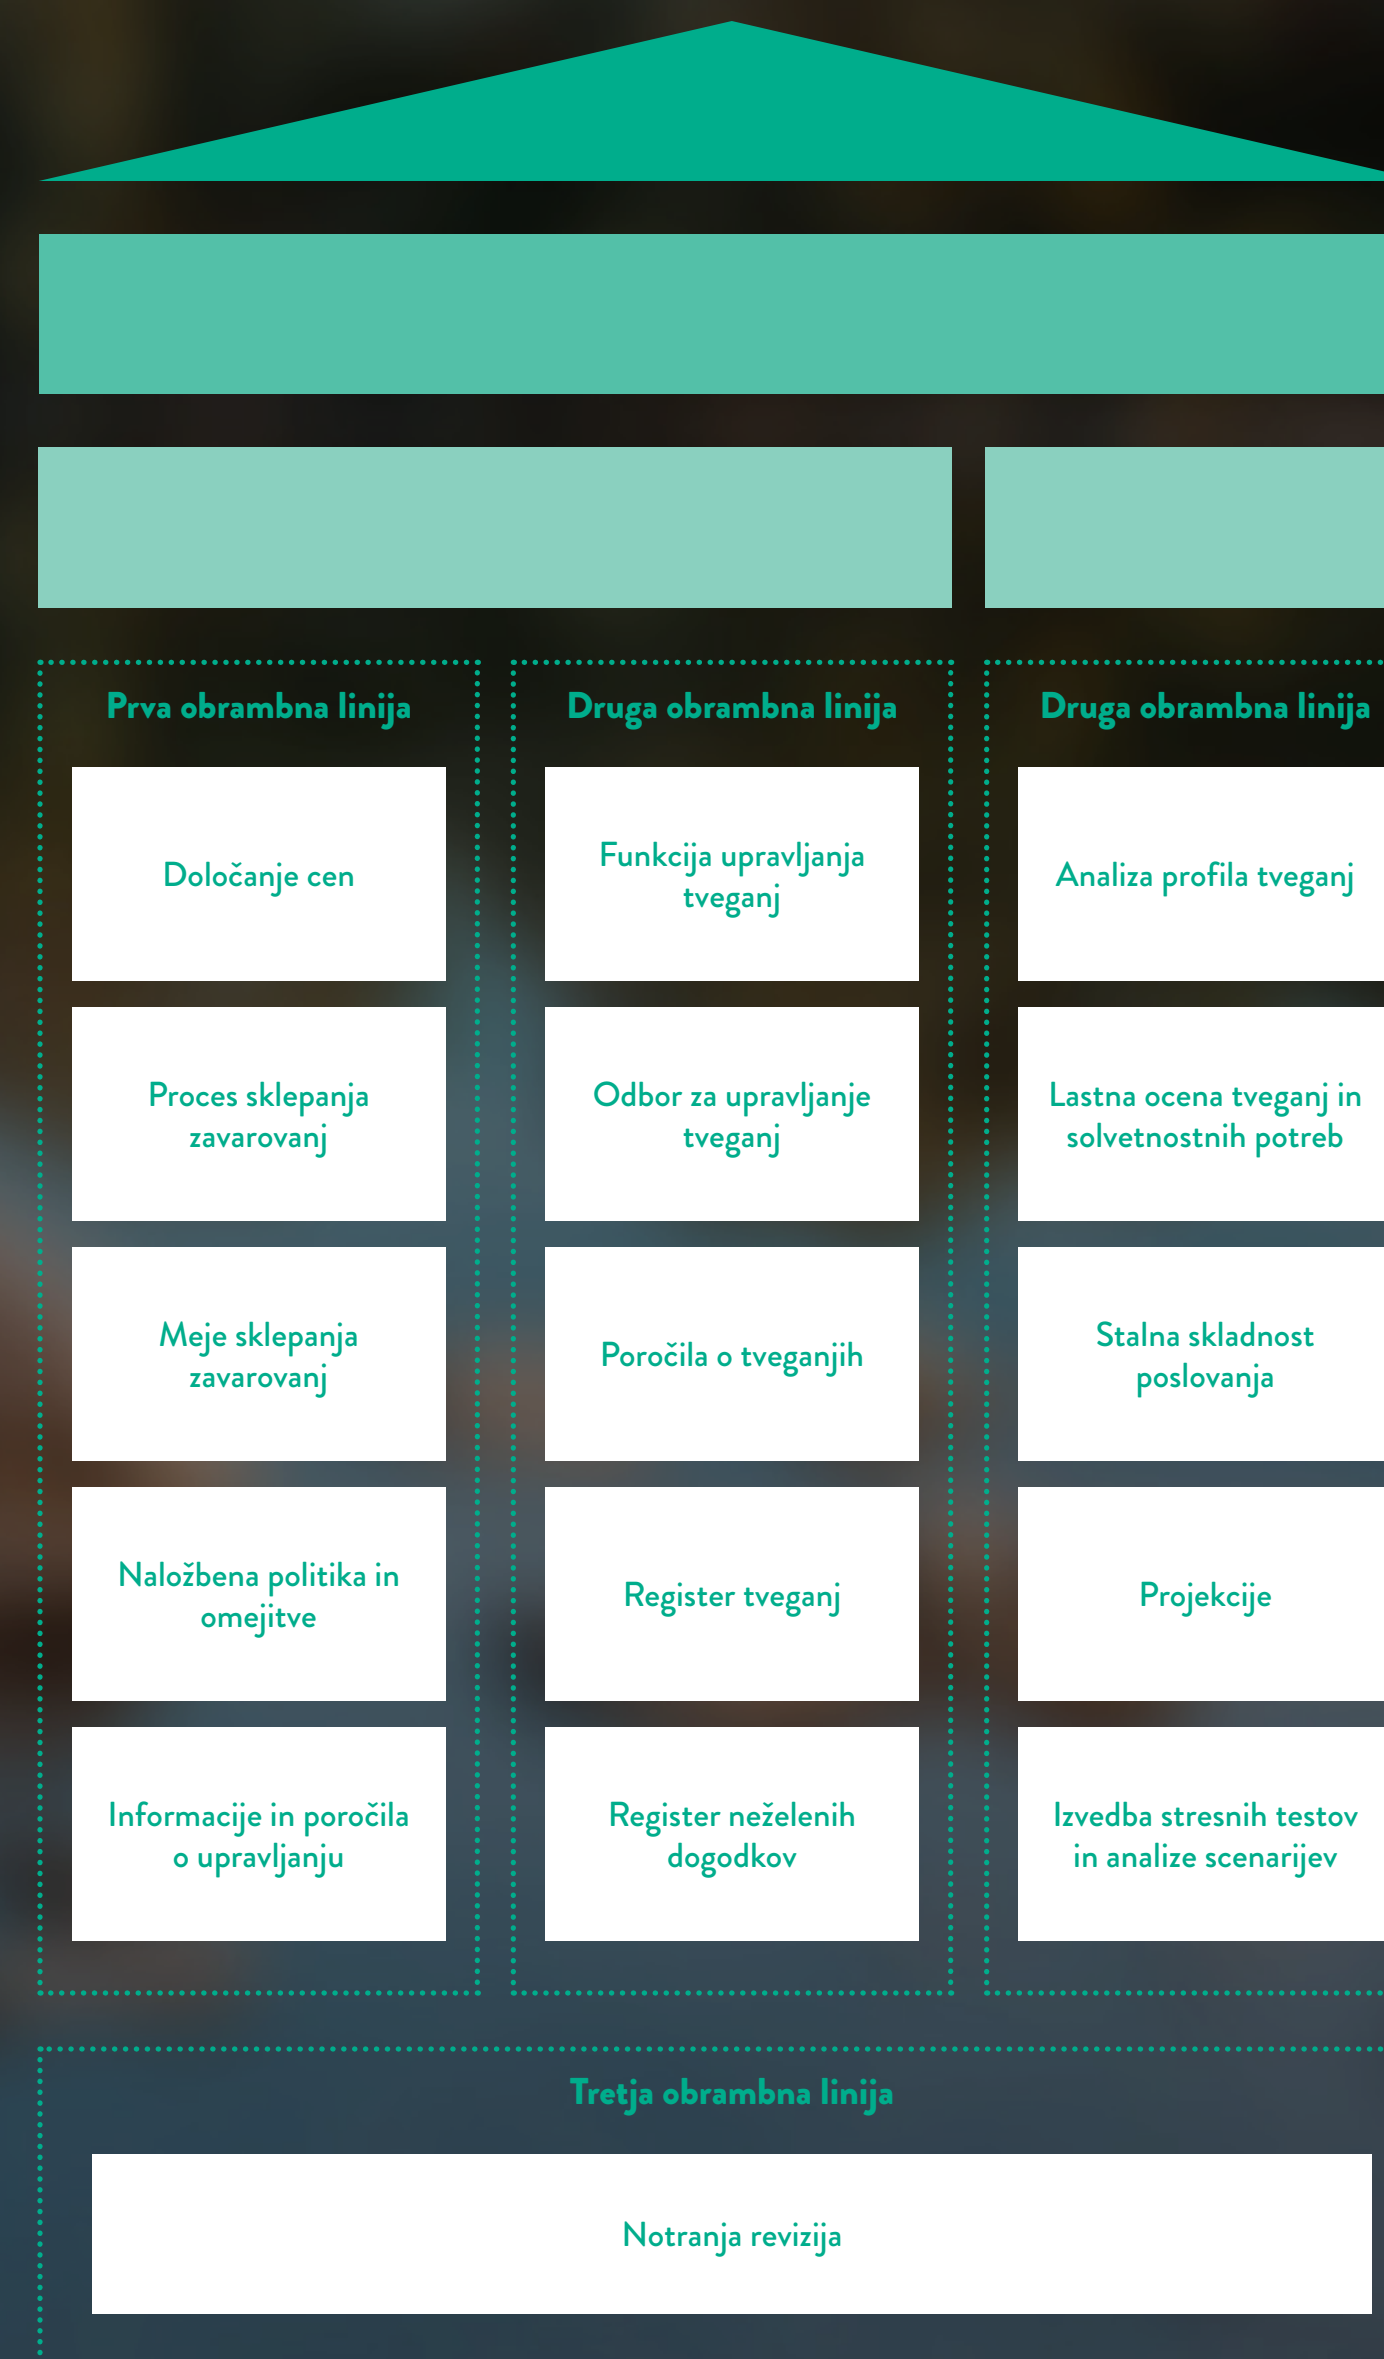 Prva obrambna linija
Določanje cen
Proces sklepanja
zavarovanj
Meje sklepanja
zavarovanj
Naložbena politika in
omejitve
Informacije in poročila
o upravljanju
Druga obrambna linija
Funkcija upravljanja
tveganj
Odbor za upravljanje
tveganj
Poročila o tveganjih
Register tveganj
Register neželenih
dogodkov
Druga obrambna linija
Analiza profila tveganj
Lastna ocena tveganj in
solvetnostnih potreb
Stalna skladnost
poslovanja
Projekcije
Izvedba stresnih testov
in analize scenarijev
Tretja obrambna linija
Notranja revizija